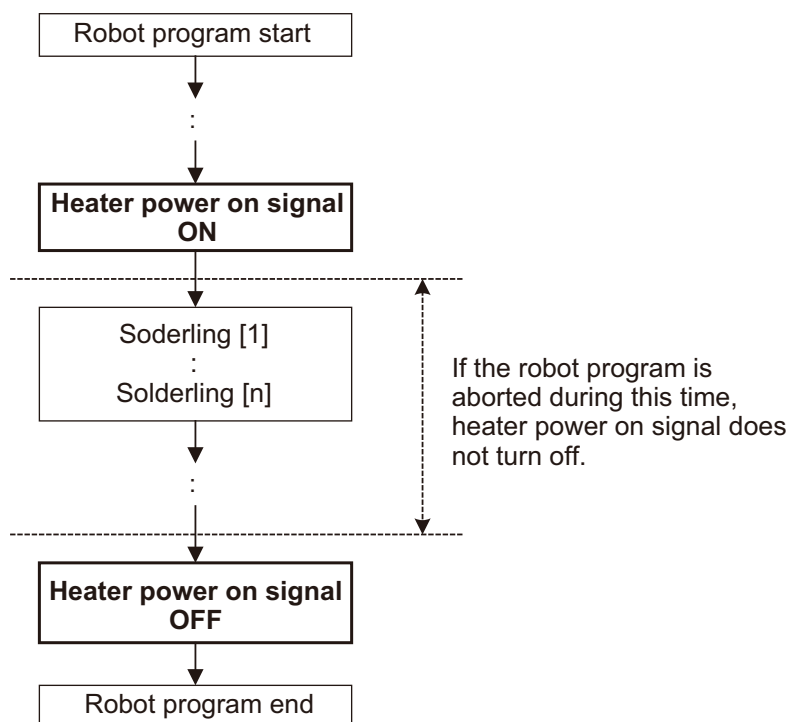 Robot program start
:
Heater power on signal
ON
Soderling [1]
:
Solderling [n]
If the robot program is
aborted during this time,
heater power on signal does
not turn off.
:
Heater power on signal
OFF
Robot program end